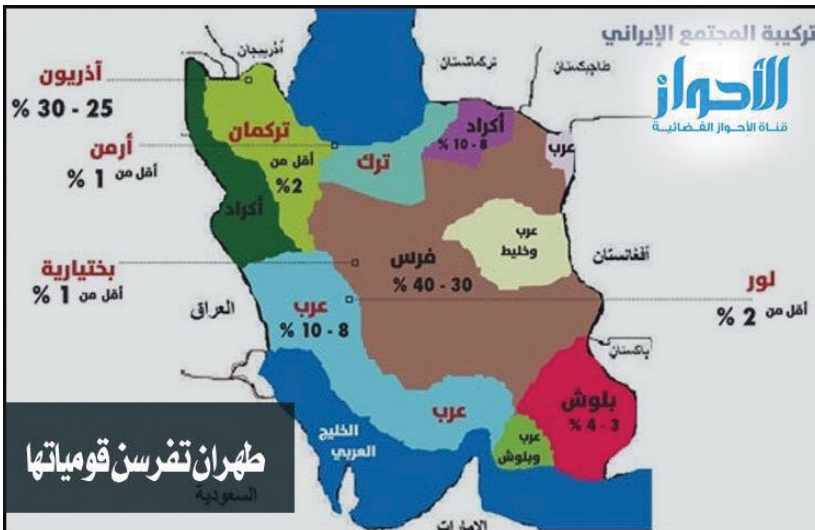 تركيبة المجتمع الإيراني
الأحواز
قناة الأحواز الفضائية
أذربيجان
تركمانستان
طاجيكستان
آذريون
% 30 - 25
أرمن
أقل من 1 %
بختيارية
أقل من 1 %
تركمان
أقل من
%2
ترك
أكراد
% 10 - 8
عرب
أكراد
عرب
وخليط
أفغانستان
فرس
% 40 - 30
لور
أقل من 2 %
العراق
عرب
% 10 - 8
باكستان
بلوش
% 4 - 3
عرب
عرب
وبلوش
الخليج
العربي
طهران تفرسن قومياتها
السعودية
الإمارات